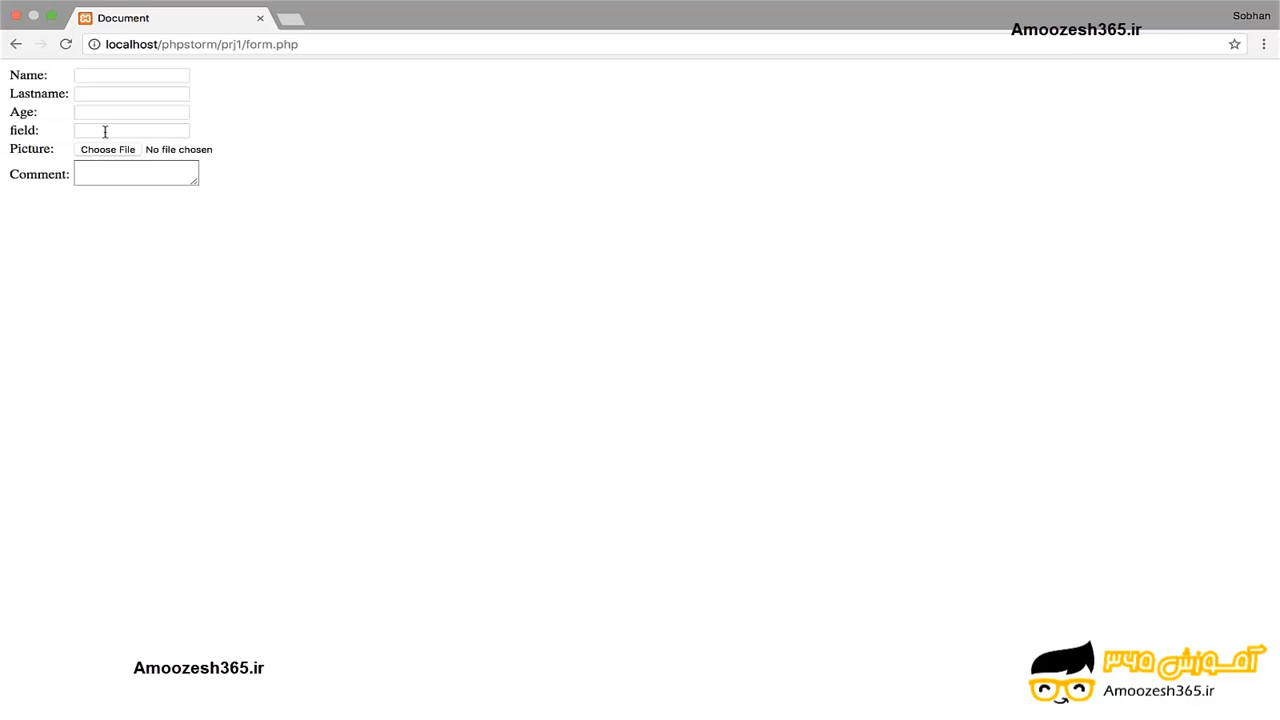 Document
Sobhan
Amoozesh365.ir
localhost/phpstorm/prj1/form.php
Name:
Lastname:
Age:
field:
Picture: Choose File No file chosen
Comment:
Amoozesh365.ir
آموزش ۳۶۵
Amoozesh365.ir